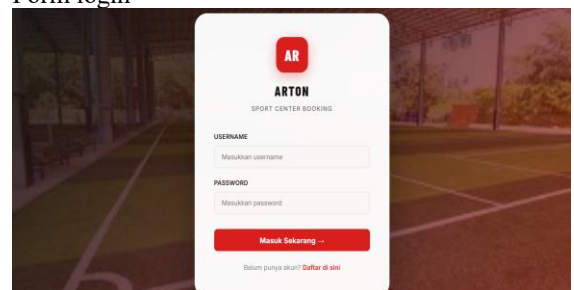 Form login
AR
ARTON
SPORT CENTER BOOKING
USERNAME
Masukkan username
PASSWORD
Masukkan password
Masuk Sekarang →
Belum punya akun? Daftar di sini